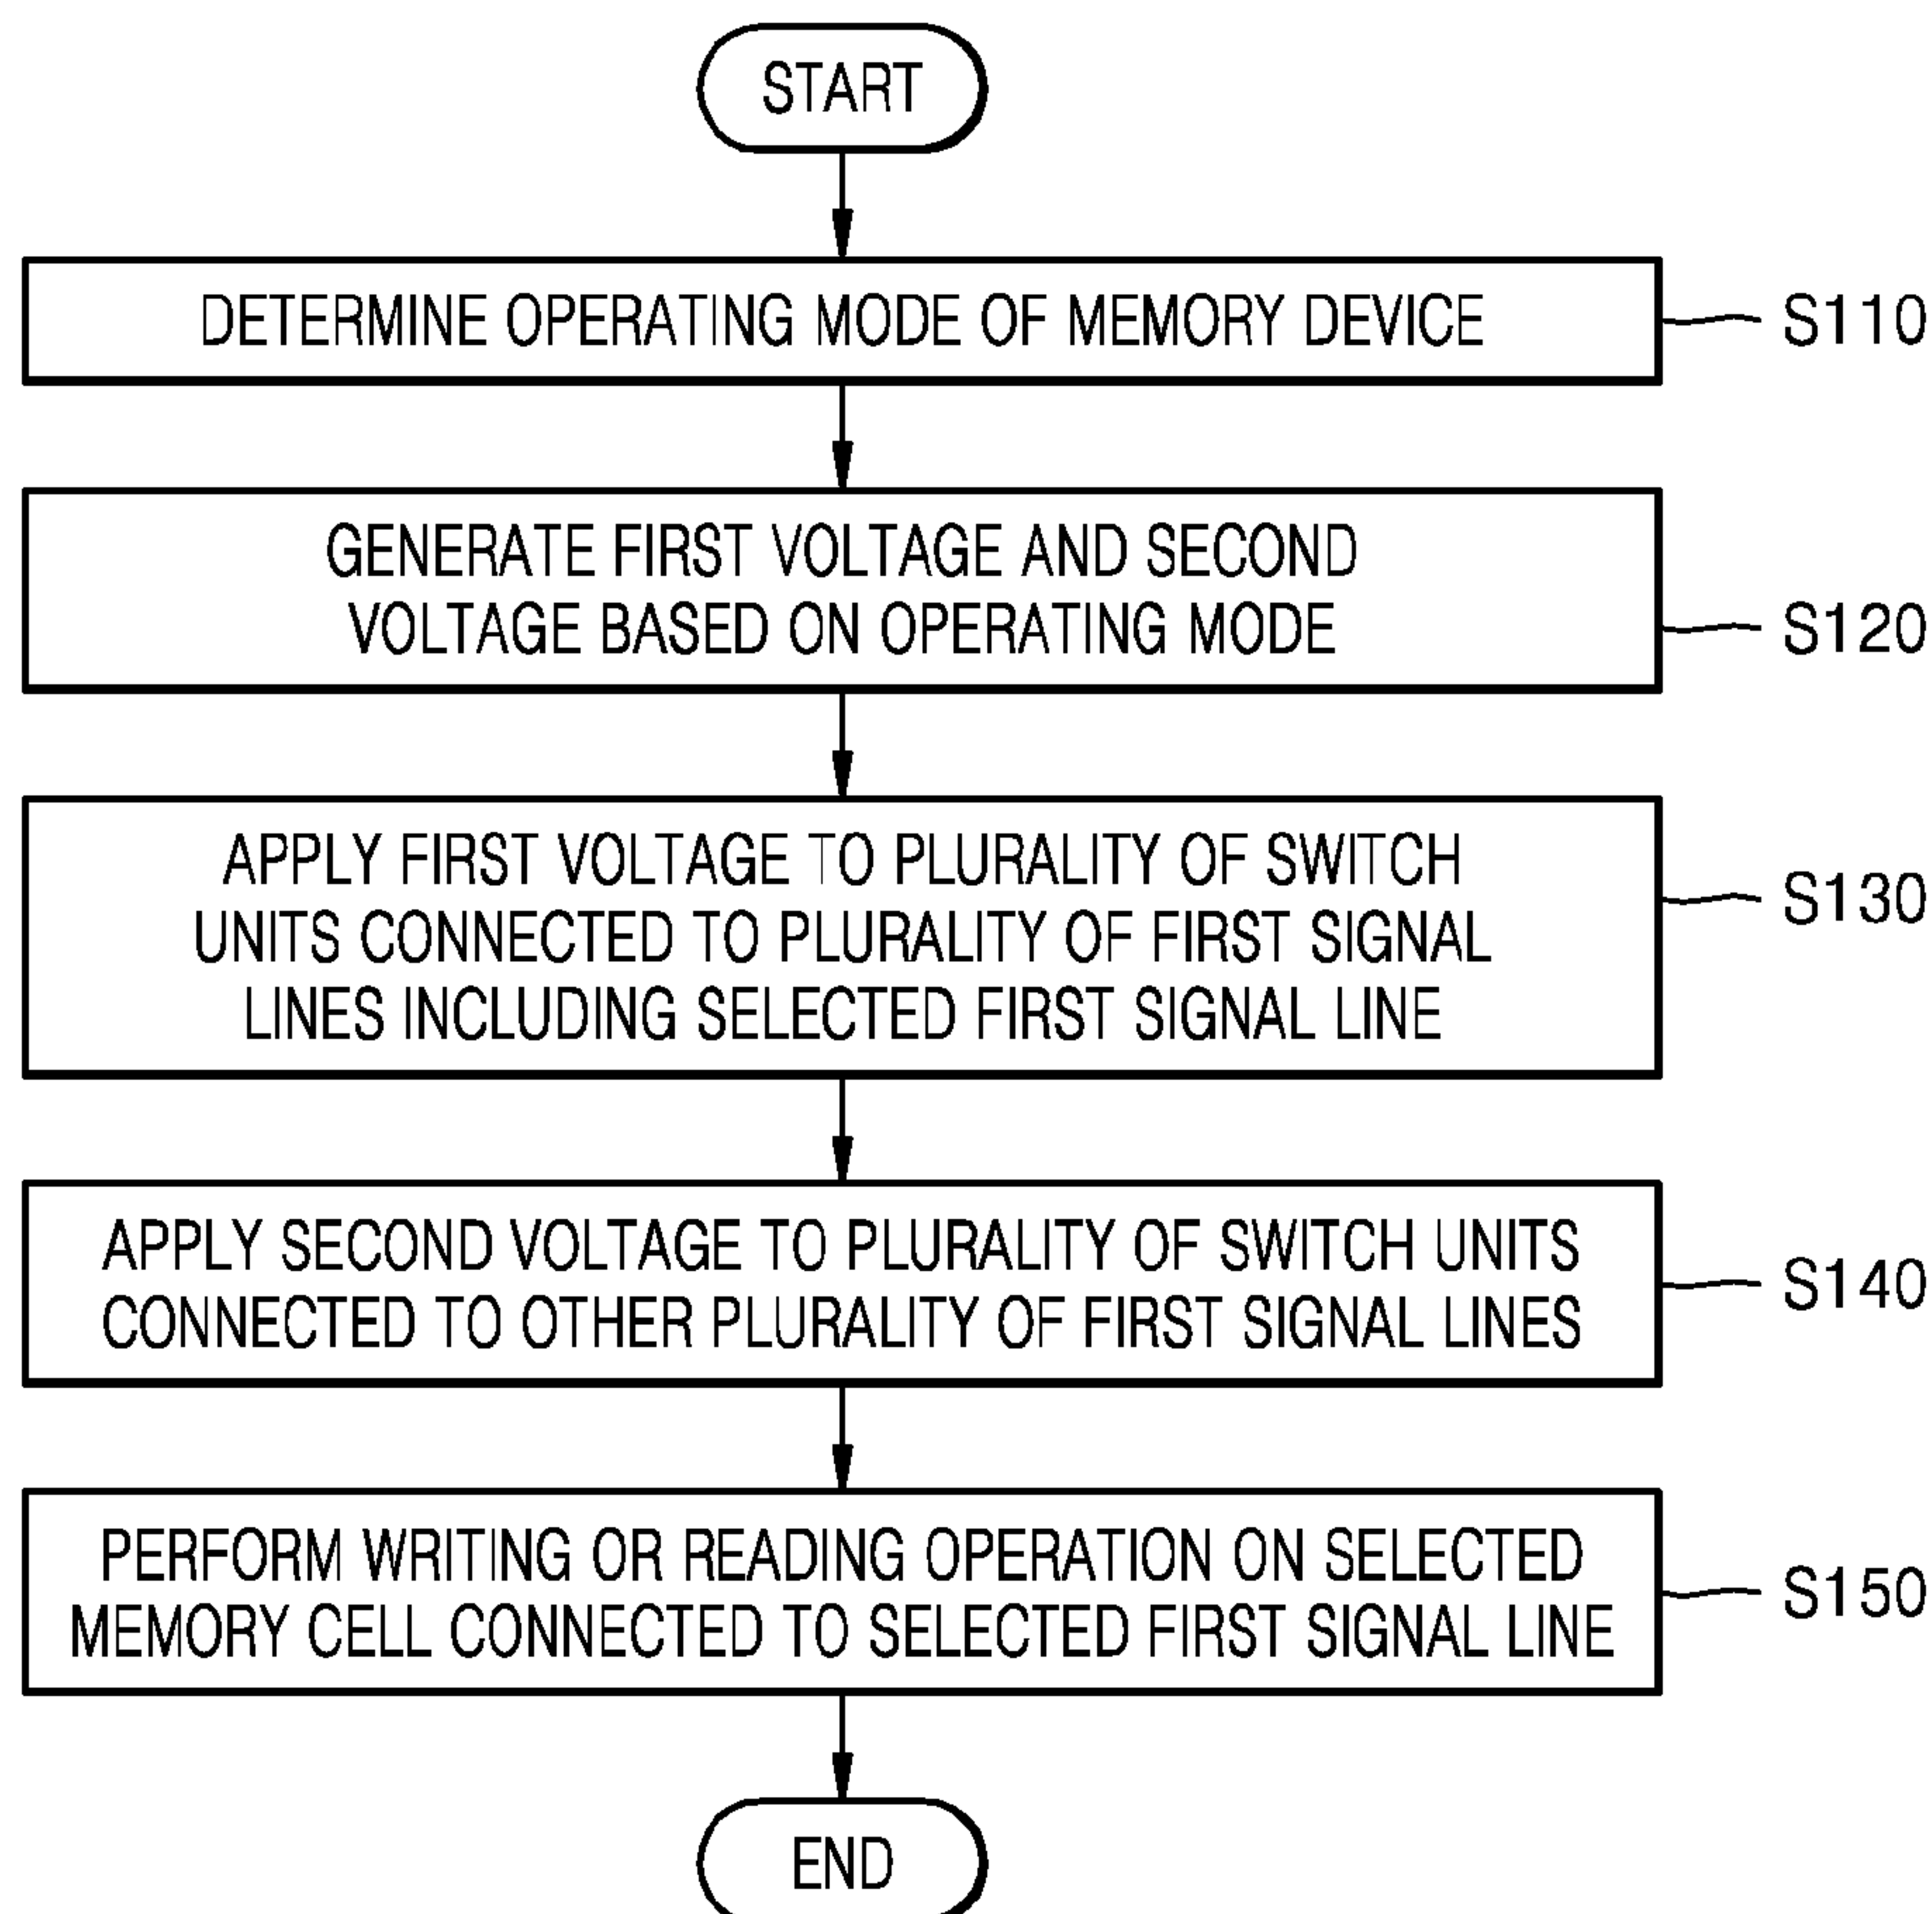 START
DETERMINE OPERATING MODE OF MEMORY DEVICE
S110
GENERATE FIRST VOLTAGE AND SECOND
VOLTAGE BASED ON OPERATING MODE
S120
APPLY FIRST VOLTAGE TO PLURALITY OF SWITCH
UNITS CONNECTED TO PLURALITY OF FIRST SIGNAL
LINES INCLUDING SELECTED FIRST SIGNAL LINE
S130
APPLY SECOND VOLTAGE TO PLURALITY OF SWITCH UNITS
CONNECTED TO OTHER PLURALITY OF FIRST SIGNAL LINES
S140
PERFORM WRITING OR READING OPERATION ON SELECTED
MEMORY CELL CONNECTED TO SELECTED FIRST SIGNAL LINE
S150
END